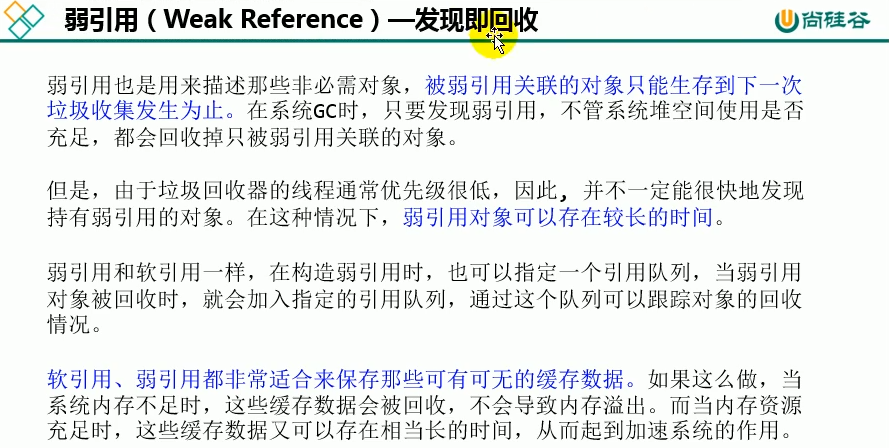 弱引用（Weak Reference）—发现即回收
尚硅谷
弱引用也是用来描述那些非必需对象，被弱引用关联的对象只能生存到下一次
垃圾收集发生为止。在系统GC时，只要发现弱引用，不管系统堆空间使用是否
充足，都会回收掉只被弱引用关联的对象。
但是，由于垃圾回收器的线程通常优先级很低，因此，并不一定能很快地发现
持有弱引用的对象。在这种情况下，弱引用对象可以存在较长的时间。
弱引用和软引用一样，在构造弱引用时，也可以指定一个引用队列，当弱引用
对象被回收时，就会加入指定的引用队列，通过这个队列可以跟踪对象的回收
情况。
软引用、弱引用都非常适合来保存那些可有可无的缓存数据。如果这么做，当
系统内存不足时，这些缓存数据会被回收，不会导致内存溢出。而当内存资源
充足时，这些缓存数据又可以存在相当长的时间，从而起到加速系统的作用。